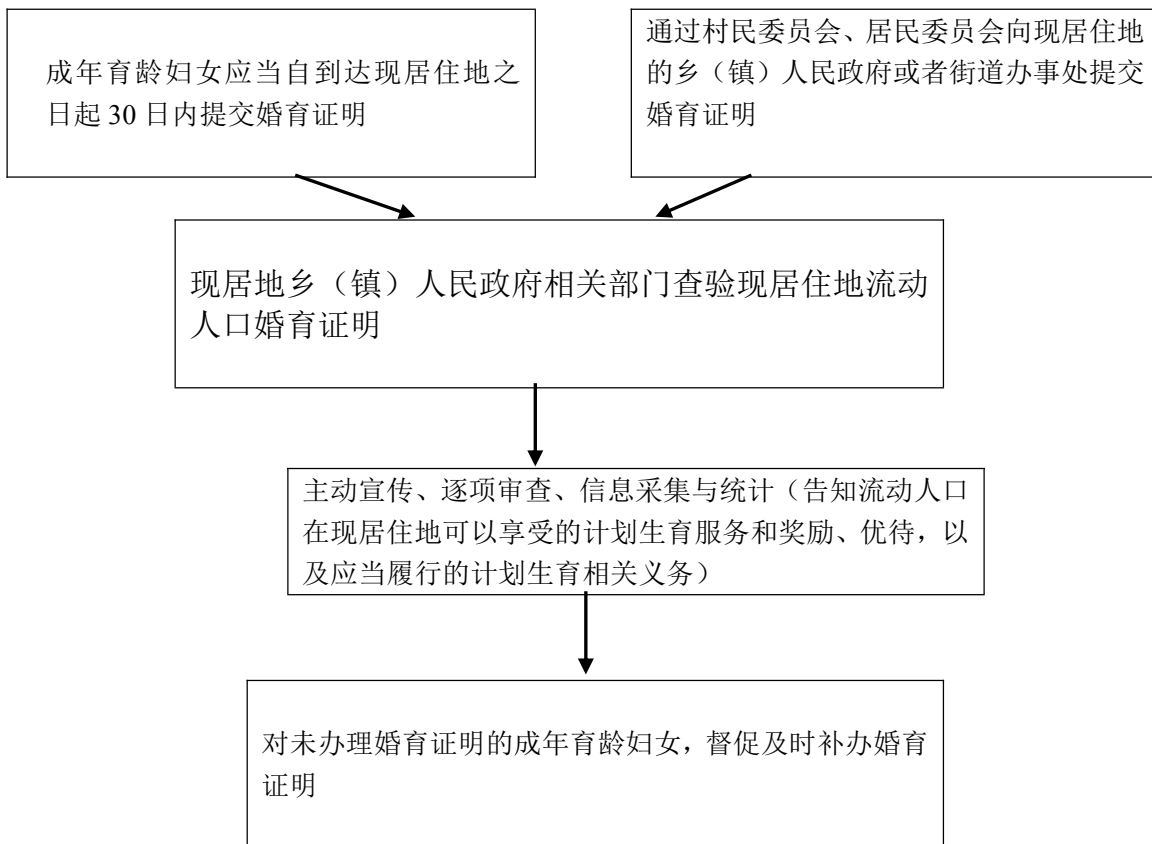 成年育龄妇女应当自到达现居住地之
日起 30 日内提交婚育证明
通过村民委员会、居民委员会向现居住地
的乡（镇）人民政府或者街道办事处提交
婚育证明
现居地乡（镇）人民政府相关部门查验现居住地流动
人口婚育证明
主动宣传、逐项审查、信息采集与统计（告知流动人口
在现居住地可以享受的计划生育服务和奖励、优待，以
及应当履行的计划生育相关义务）
对未办理婚育证明的成年育龄妇女，督促及时补办婚育
证明